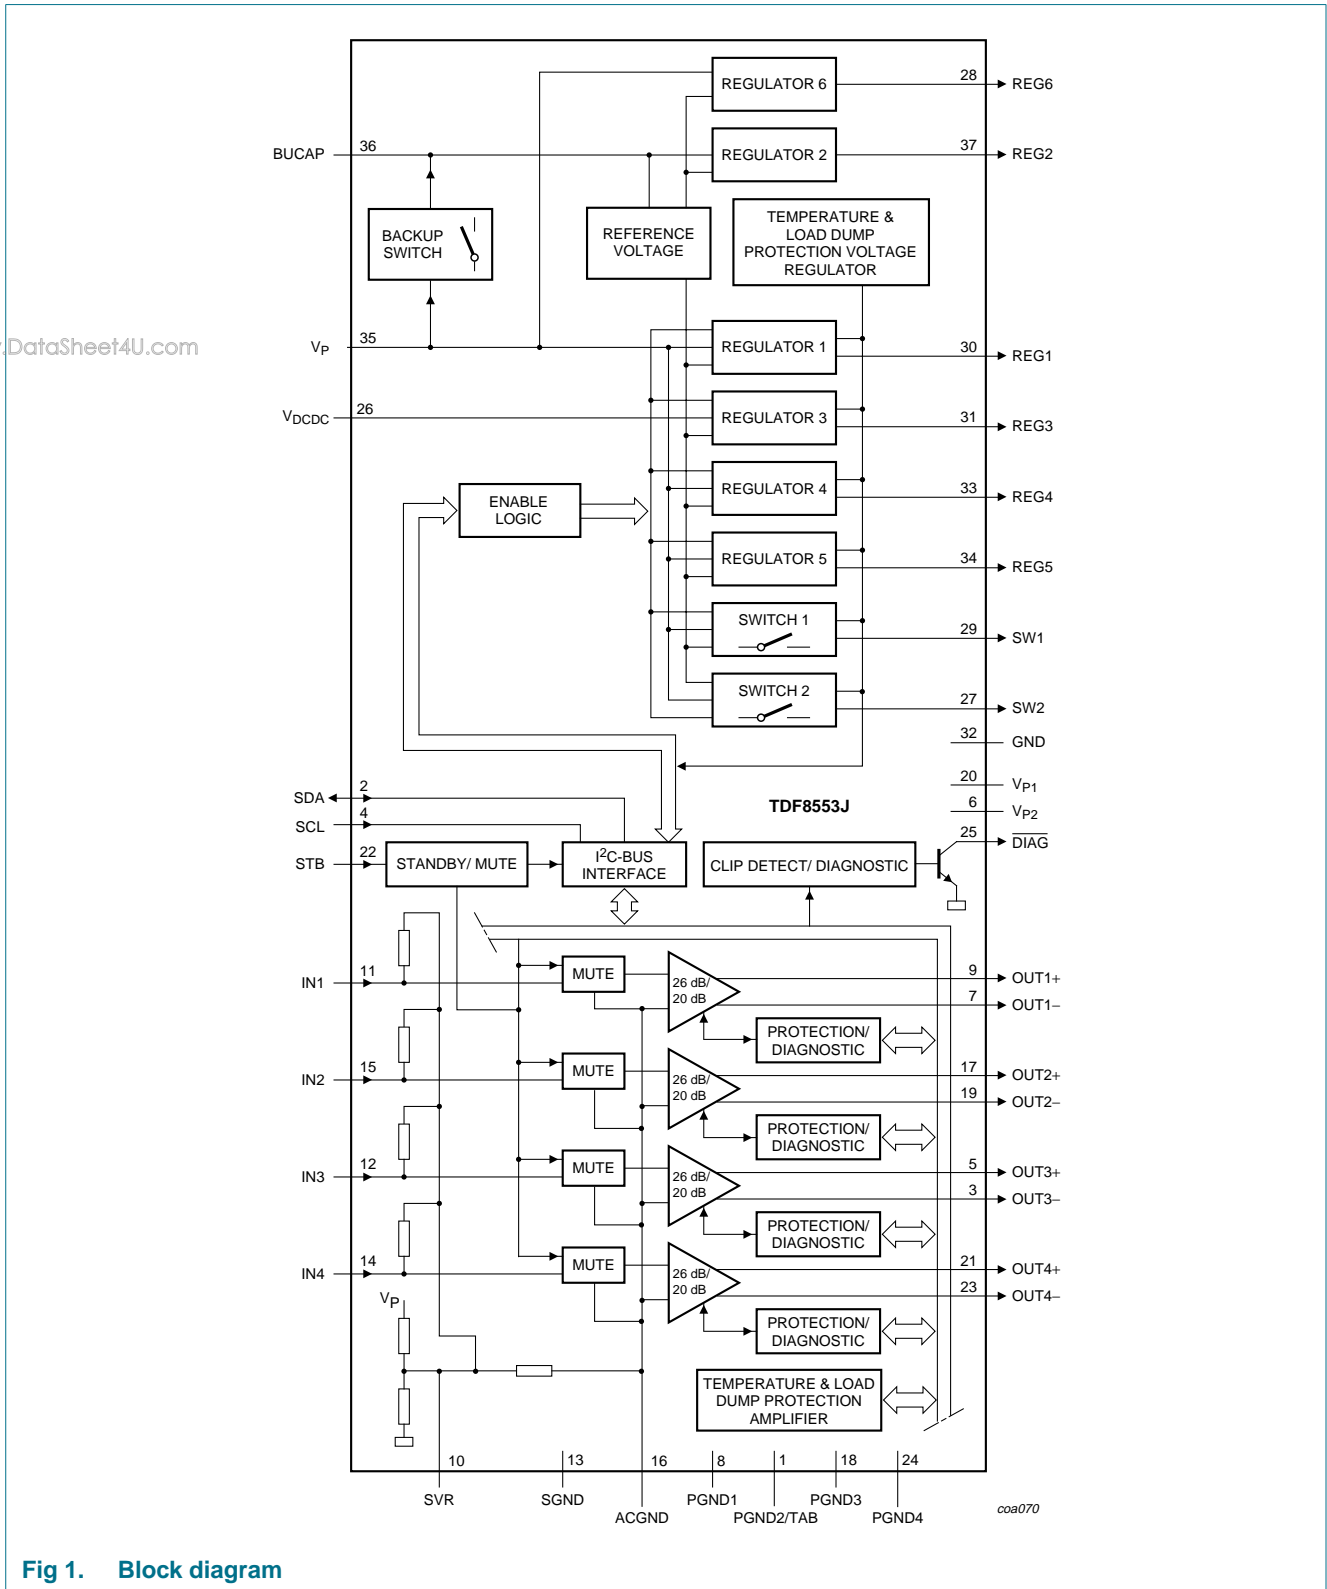 REGULATOR 6
28
REG6
BUCAP
36
REGULATOR 2
37
REG2
BACKUP
SWITCH
REFERENCE
VOLTAGE
TEMPERATURE &
LOAD DUMP
PROTECTION VOLTAGE
REGULATOR
.DataSheet4U.com
VP
35
REGULATOR 1
30
REG1
VDCDC
26
REGULATOR 3
31
REG3
ENABLE
LOGIC
REGULATOR 4
33
REG4
REGULATOR 5
34
REG5
SWITCH 1
29
SW1
SWITCH 2
27
SW2
32
GND
20
VP1
TDF8553J
6
VP2
25
DIAG
SDA
2
SCL
4
STB
22
STANDBY/ MUTE
I2C-BUS
INTERFACE
CLIP DETECT/ DIAGNOSTIC
IN1
11
MUTE
26 dB/
20 dB
9
OUT1+
7
OUT1−
PROTECTION/
DIAGNOSTIC
IN2
15
MUTE
26 dB/
20 dB
17
OUT2+
19
OUT2−
PROTECTION/
DIAGNOSTIC
IN3
12
MUTE
26 dB/
20 dB
5
OUT3+
3
OUT3−
PROTECTION/
DIAGNOSTIC
IN4
14
MUTE
26 dB/
20 dB
21
OUT4+
23
OUT4−
PROTECTION/
DIAGNOSTIC
VP
TEMPERATURE & LOAD
DUMP PROTECTION
AMPLIFIER
10
13
16
8
1
18
24
SVR
SGND
ACGND
PGND1
PGND2/TAB
PGND3
PGND4
coa070
Fig 1. Block diagram